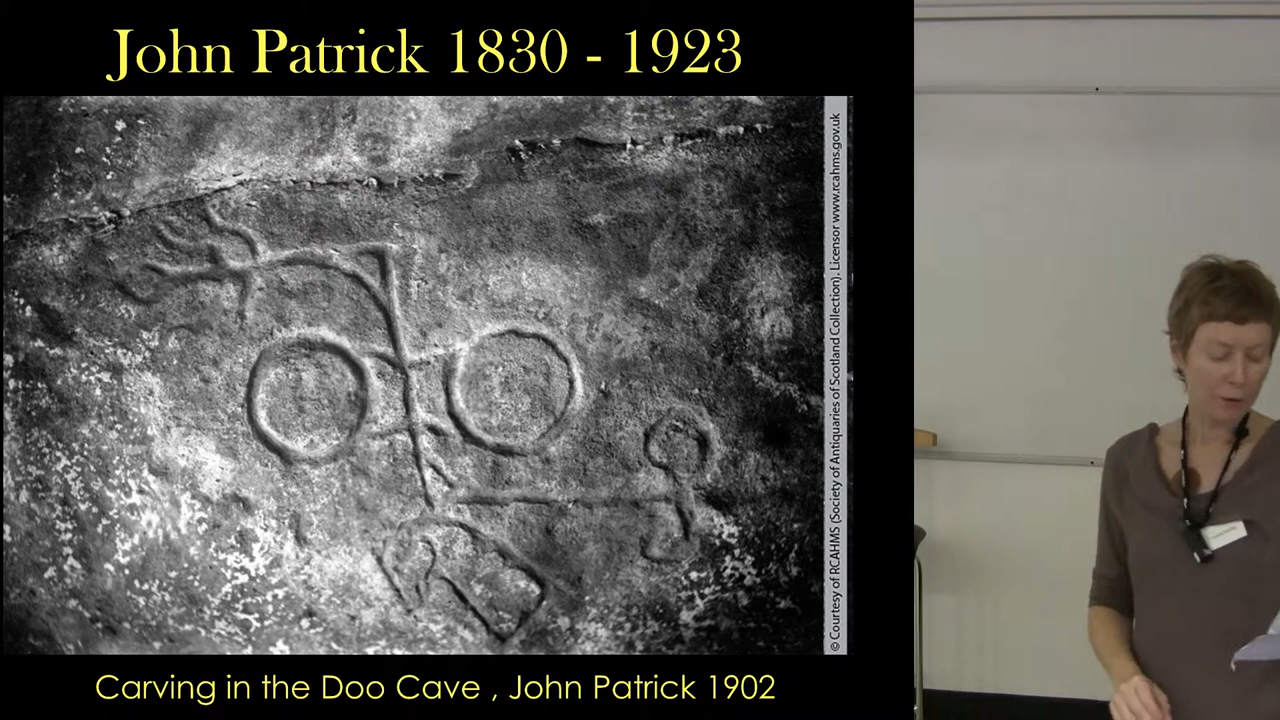 John Patrick 1830 - 1923
© Courtesy of RCAHMS (Society of Antiquaries of Scotland Collection). Licensor www.rcahms.gov.uk
Carving in the Doo Cave , John Patrick 1902